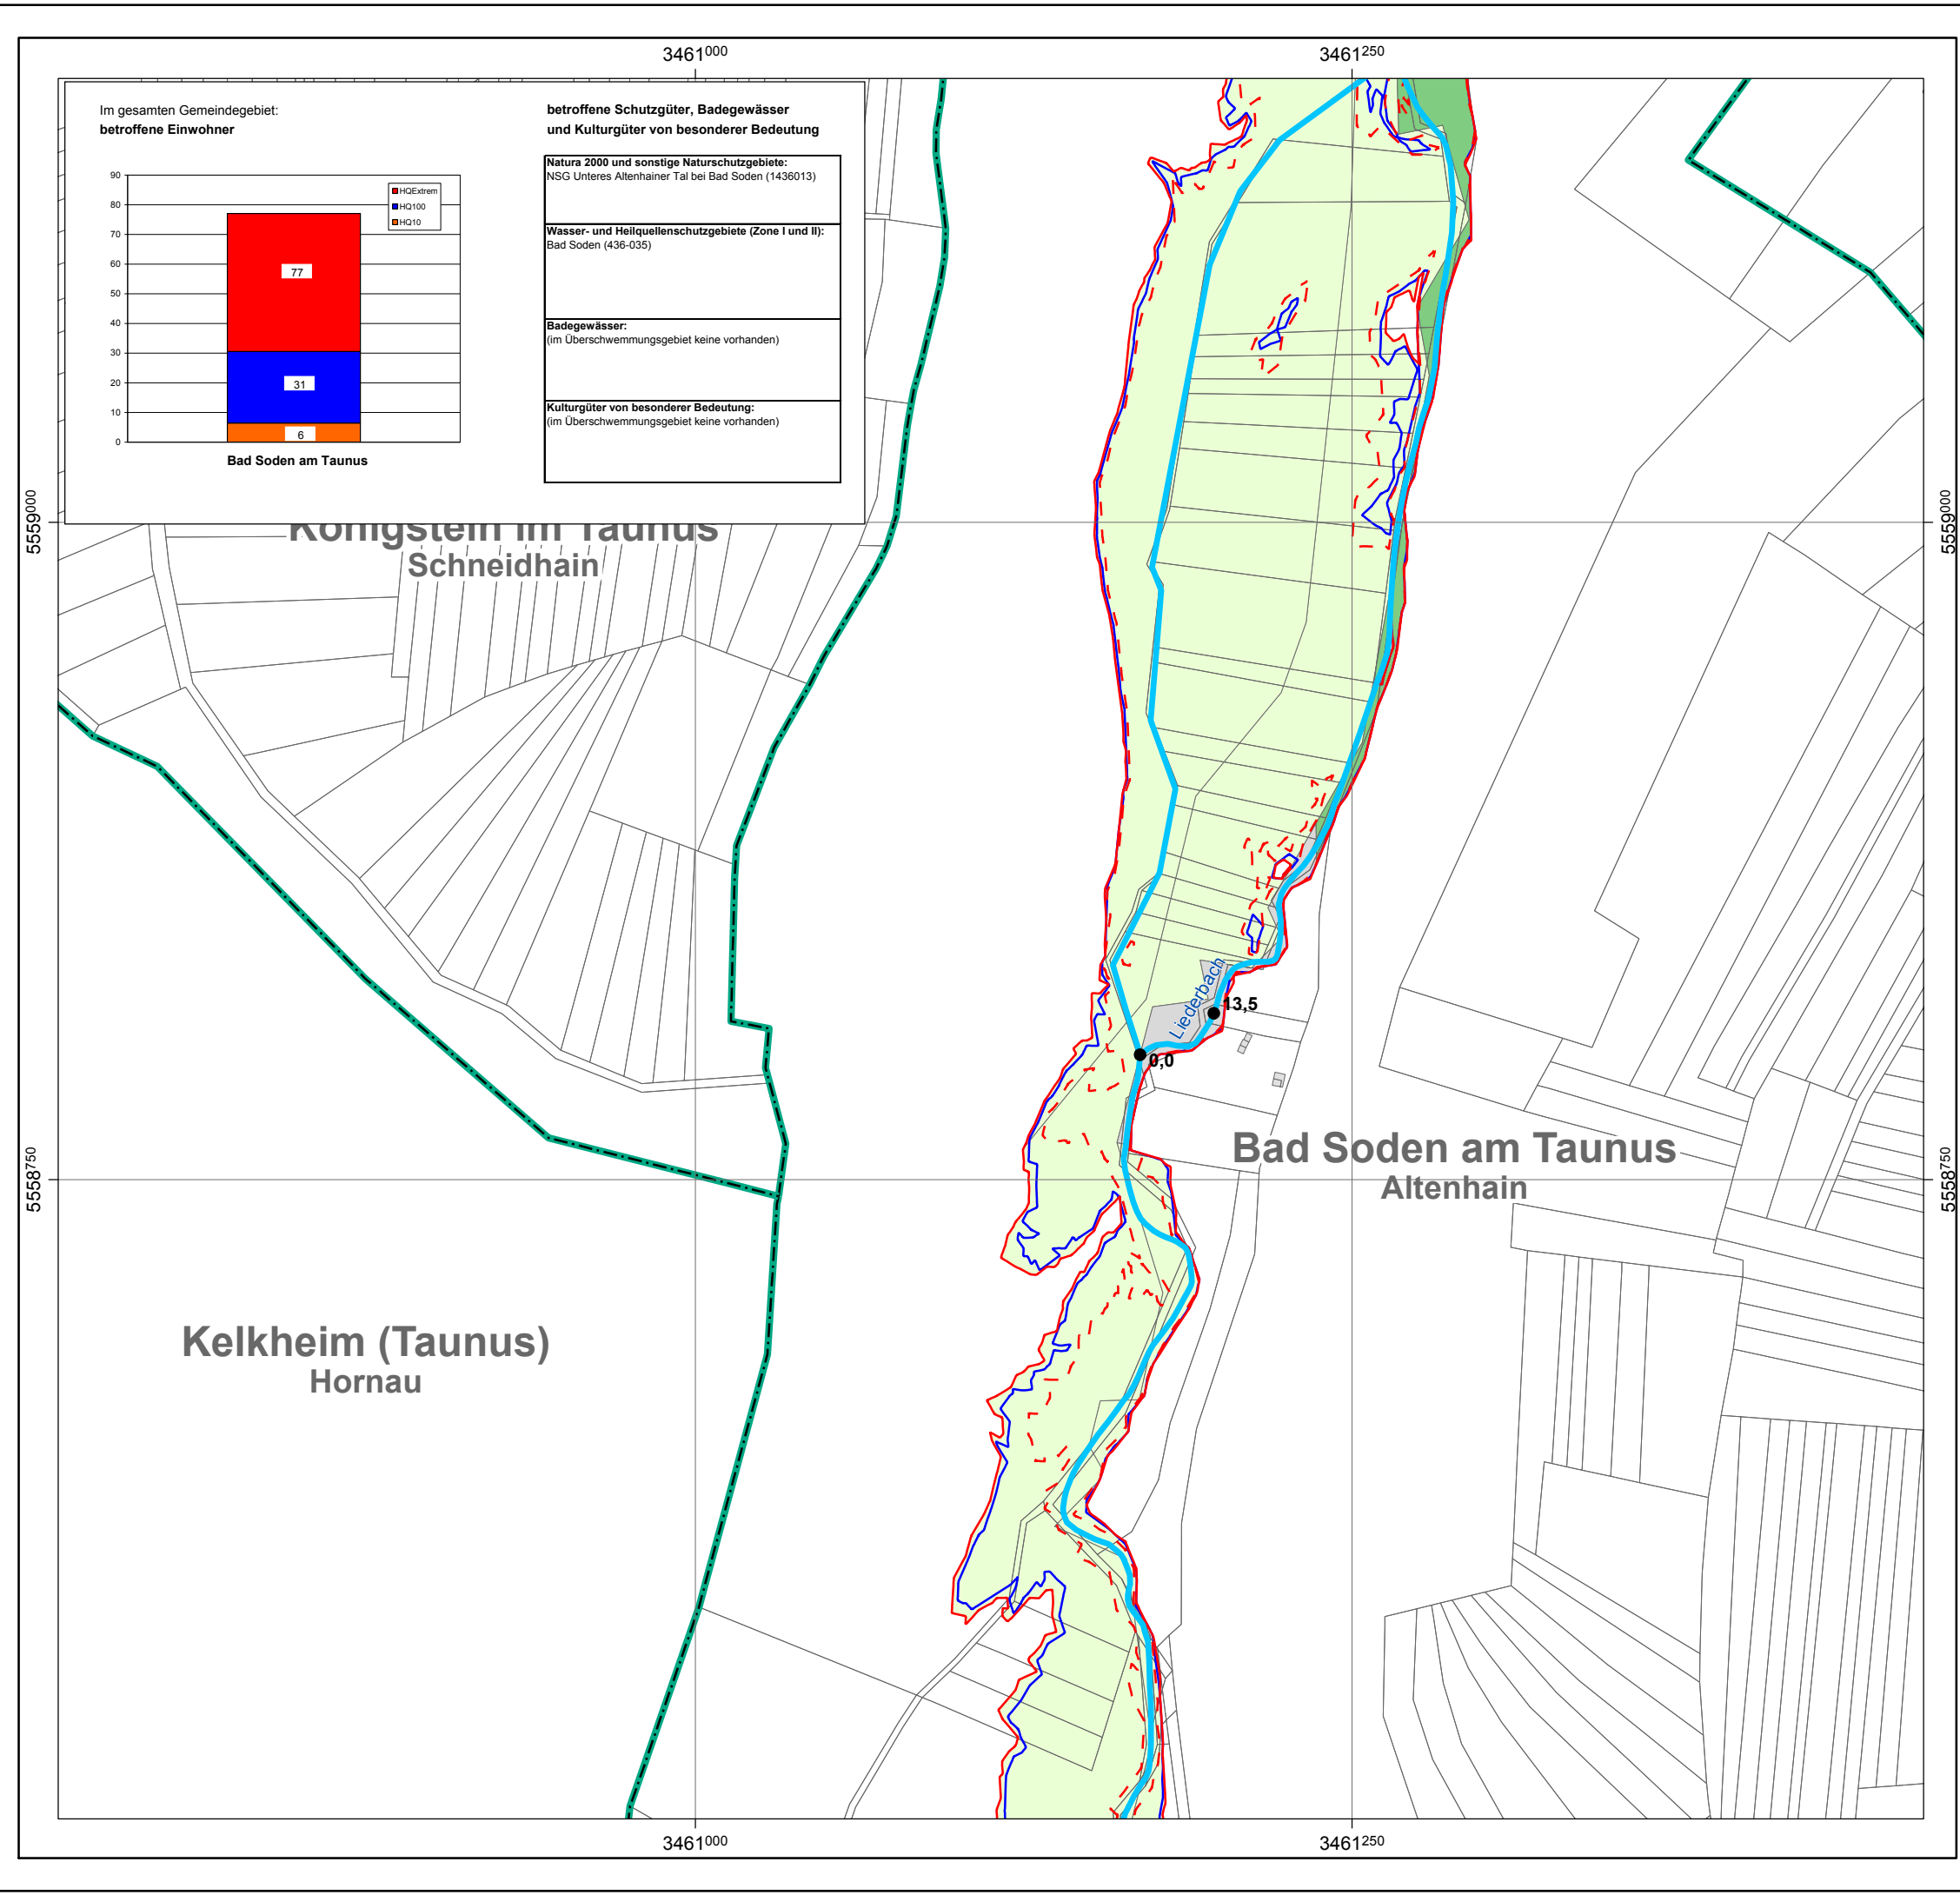 3461000
3461250
Im gesamten Gemeindegebiet:
betroffene Einwohner
90
80
70
60
50
40
30
20
10
0
HQExtrem
HQ100
HQ10
77
31
6
Bad Soden am Taunus
betroffene Schutzgüter, Badegewässer
und Kulturgüter von besonderer Bedeutung
Natura 2000 und sonstige Naturschutzgebiete:
NSG Unteres Altenhainer Tal bei Bad Soden (1436013)
Wasser- und Heilquellenschutzgebiete (Zone I und II):
Bad Soden (436-035)
Badegewässer:
(im Überschwemmungsgebiet keine vorhanden)
Kulturgüter von besonderer Bedeutung:
(im Überschwemmungsgebiet keine vorhanden)
5559000
5559000
Königstein im Taunus
Schneidhain
Liederbach
13,5
0,0
Bad Soden am Taunus
Altenhain
5558750
5558750
Kelkheim (Taunus)
Hornau
3461000
3461250